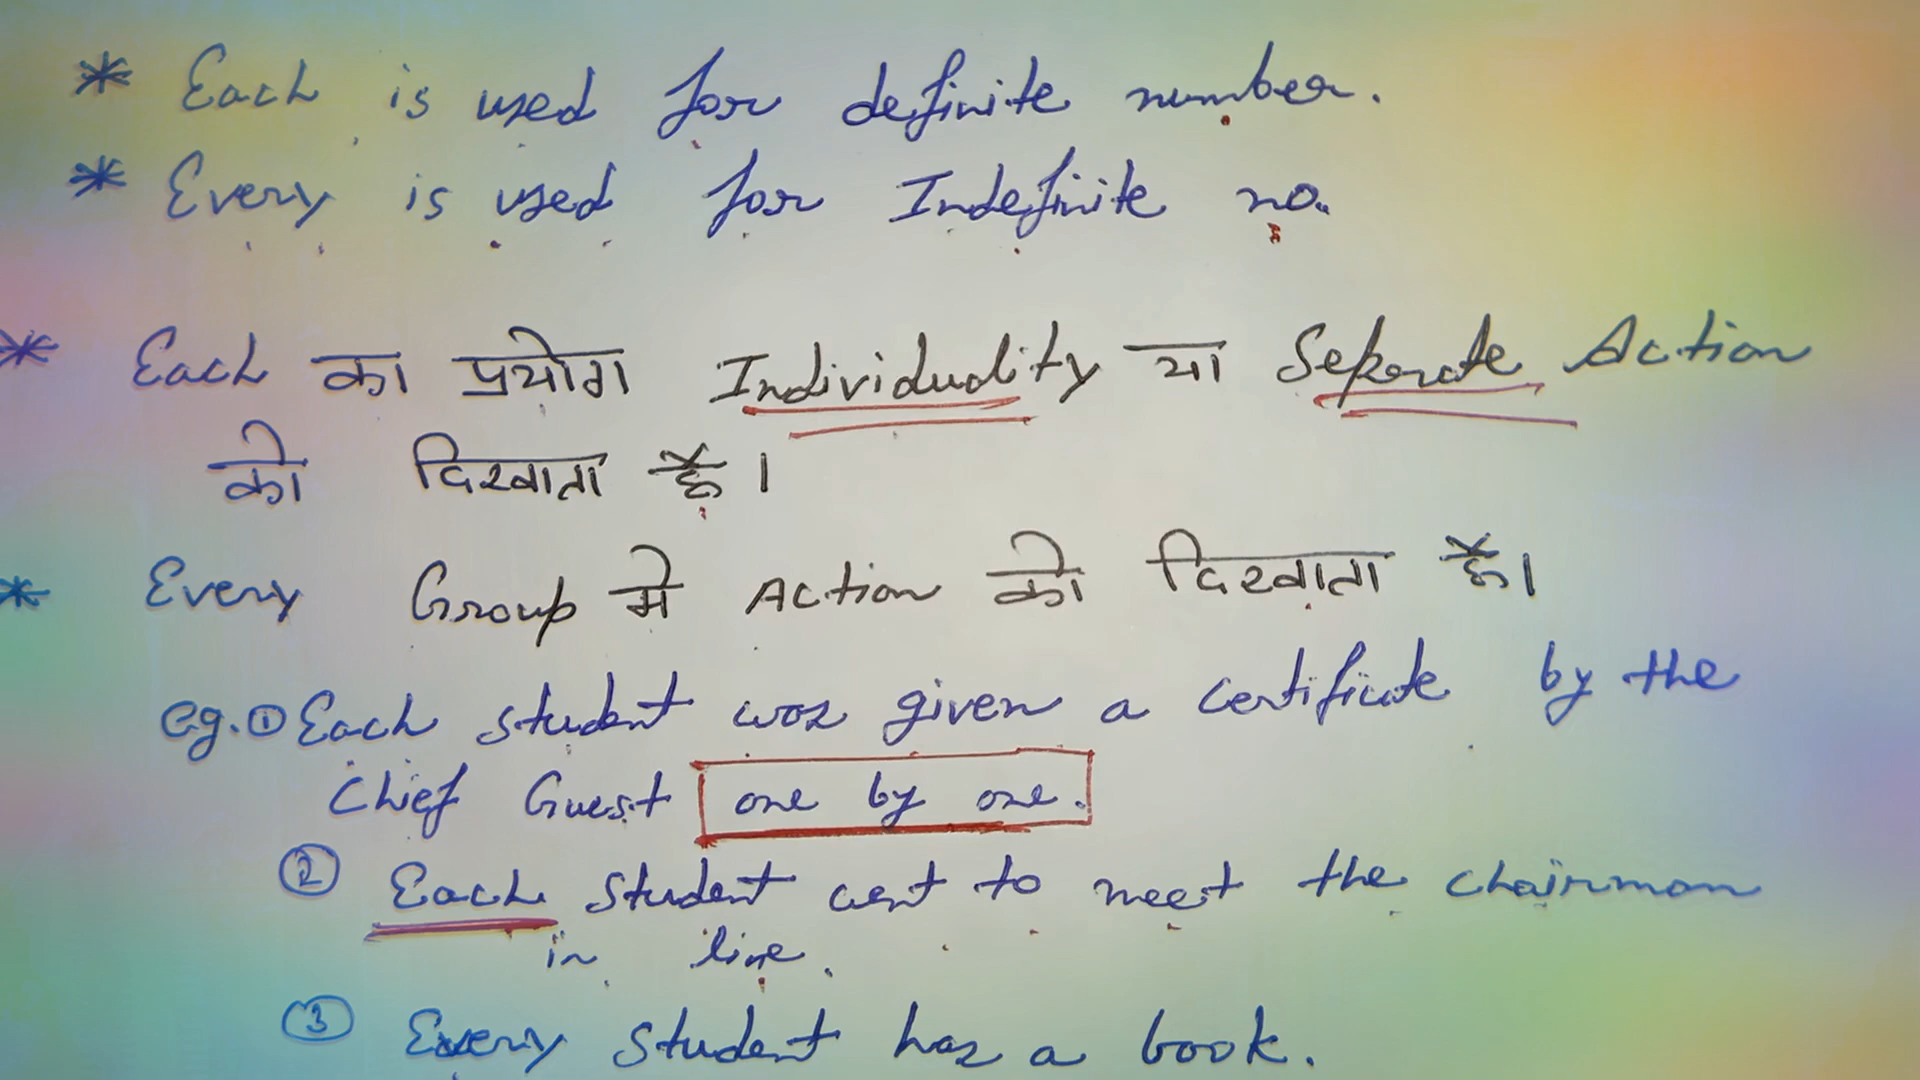 * Each is used for definite number.
* Every is used for Indefinite no.
* Each का प्रयोग Individuality या Seperate Action
को दिखाता है।
* Every Group मे Action को दिखाता है।
eg. ① Each student was given a certificate by the
Chief Guest one by one.
② Each student went to meet the chairman
in line.
③ Every student has a book.